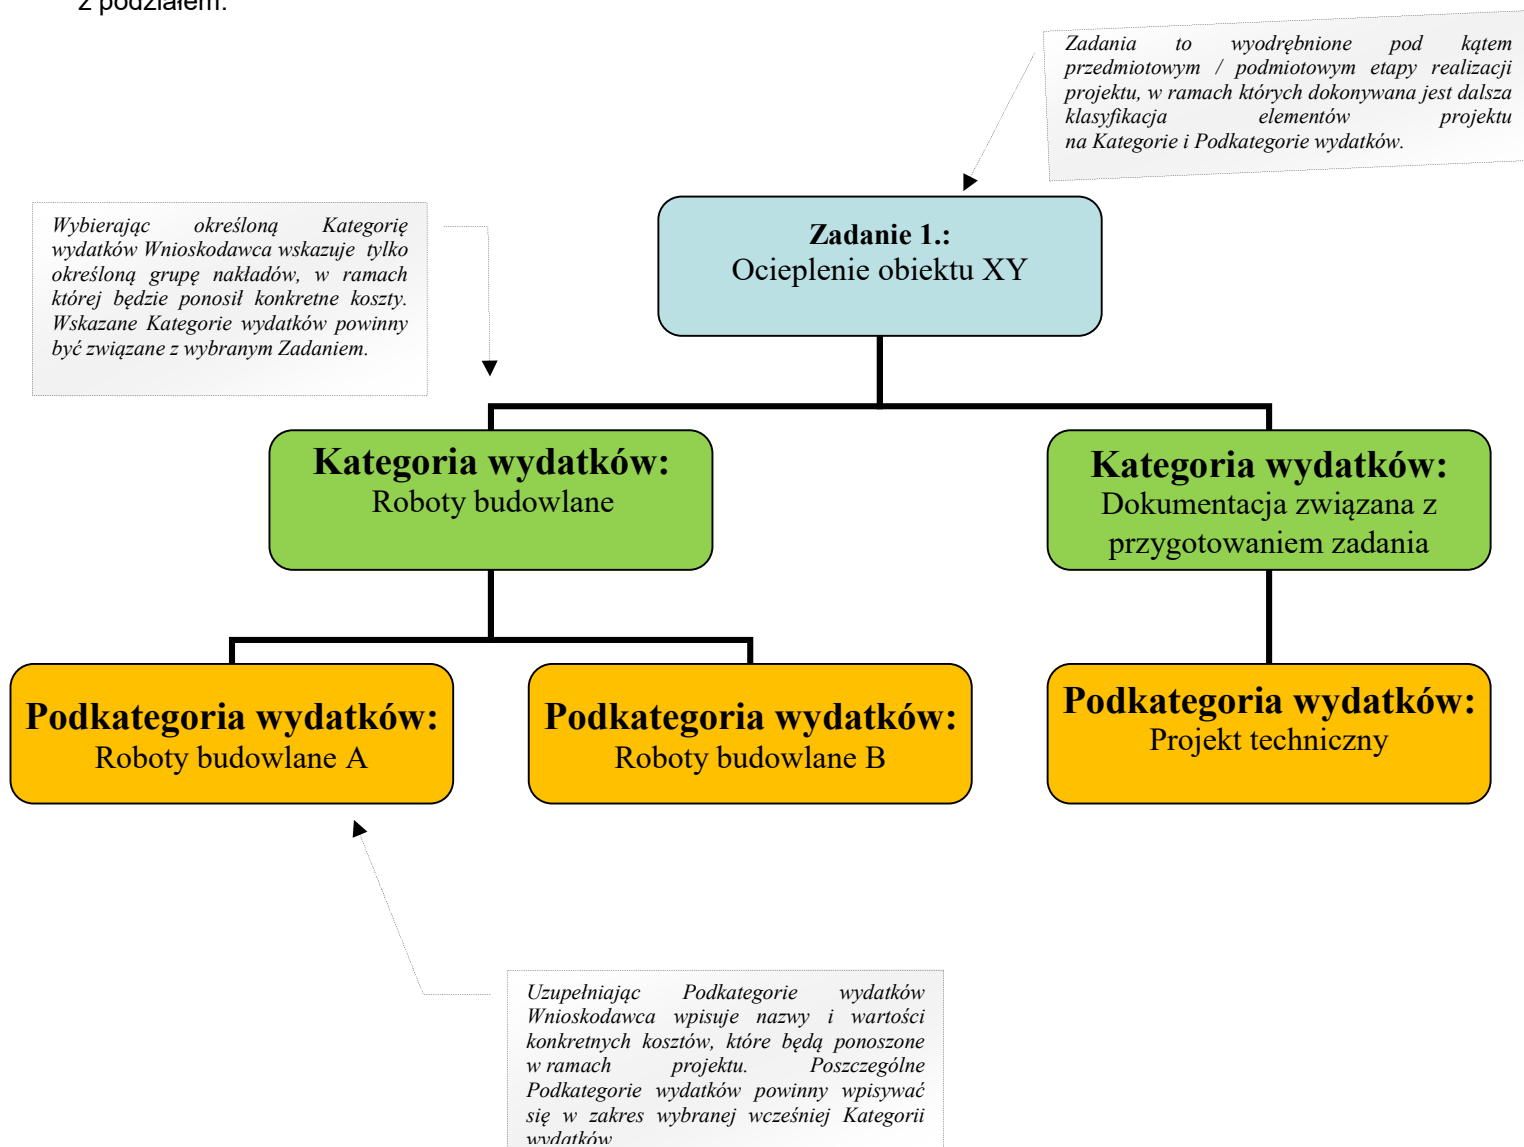 z podziałem:
Zadania to wyodrębnione pod kątem
przedmiotowym / podmiotowym etapy realizacji
projektu, w ramach których dokonywana jest dalsza
klasyfikacja elementów projektu
na Kategorie i Podkategorie wydatków.
Wybierając określoną Kategorię
wydatków Wnioskodawca wskazuje tylko
określoną grupę nakładów, w ramach
której będzie ponosił konkretne koszty.
Wskazane Kategorie wydatków powinny
być związane z wybranym Zadaniem.
Zadanie 1.:
Ocieplenie obiektu XY
Kategoria wydatków:
Roboty budowlane
Kategoria wydatków:
Dokumentacja związana z
przygotowaniem zadania
Podkategoria wydatków:
Roboty budowlane A
Podkategoria wydatków:
Roboty budowlane B
Podkategoria wydatków:
Projekt techniczny
Uzupełniając Podkategorie wydatków
Wnioskodawca wpisuje nazwy i wartości
konkretnych kosztów, które będą ponoszone
w ramach projektu. Poszczególne
Podkategorie wydatków powinny wpisywać
się w zakres wybranej wcześniej Kategorii
wydatków